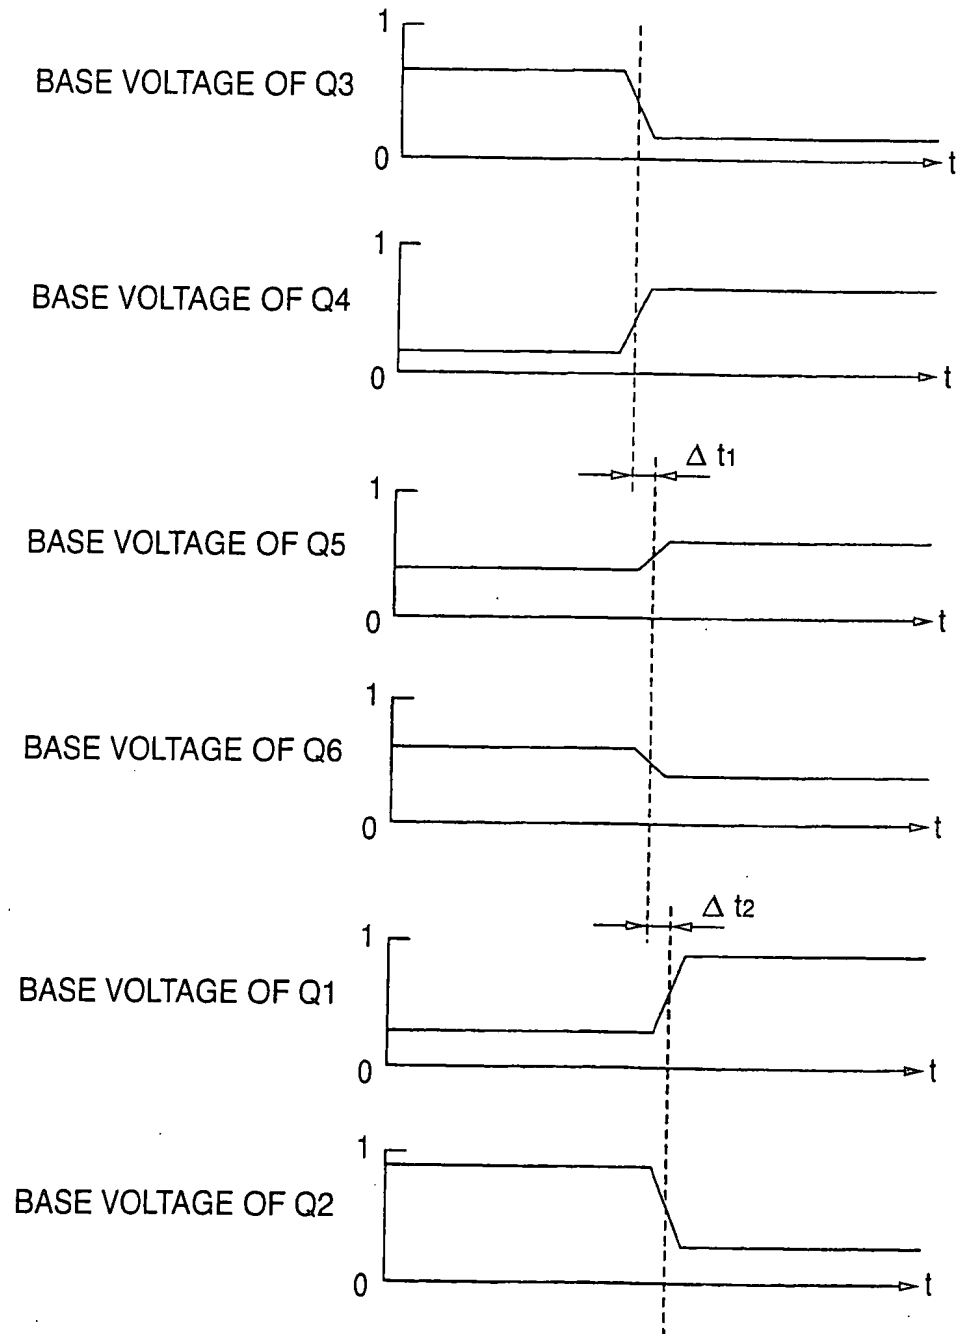 1
BASE VOLTAGE OF Q3
0
t
1
BASE VOLTAGE OF Q4
0
t
Δ t1
1
BASE VOLTAGE OF Q5
0
t
1
BASE VOLTAGE OF Q6
0
t
Δ t2
1
BASE VOLTAGE OF Q1
0
t
1
BASE VOLTAGE OF Q2
0
t